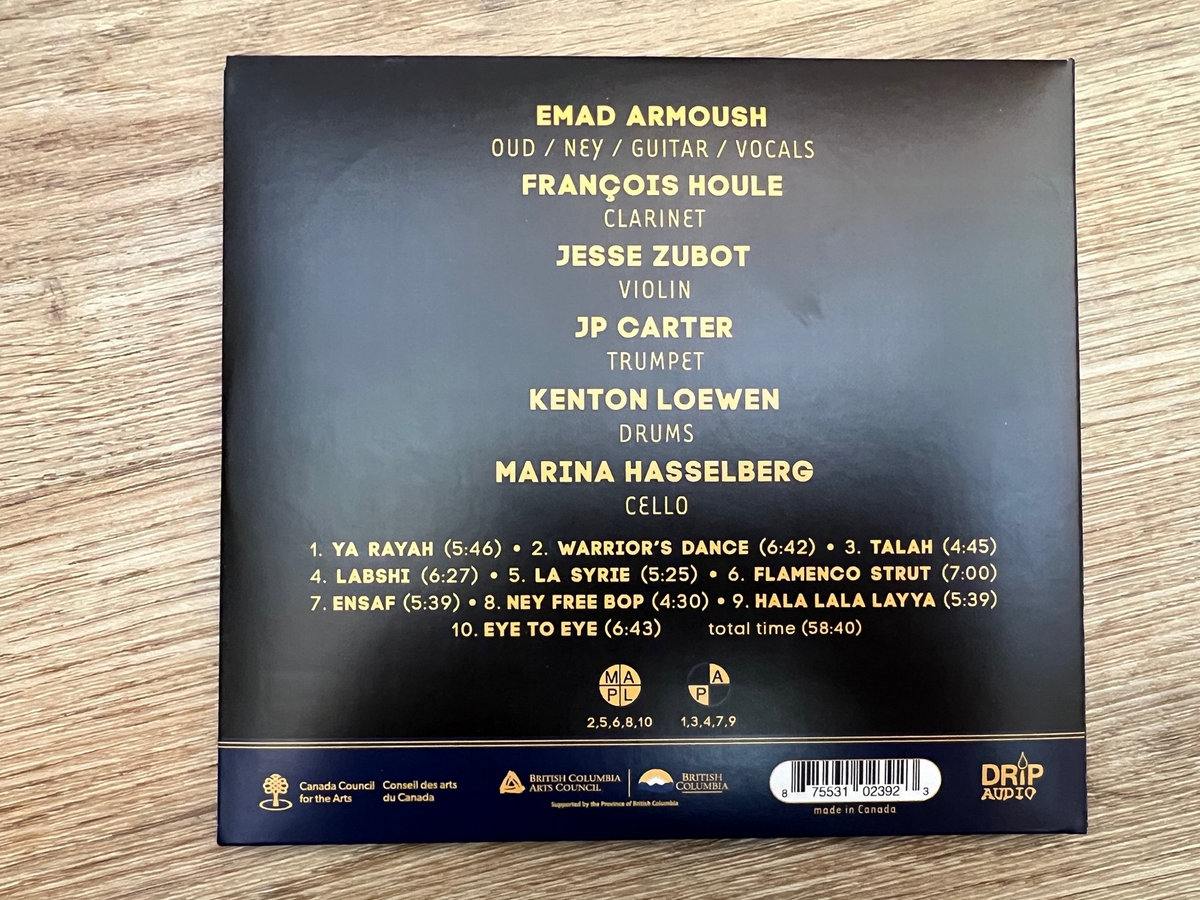 EMAD ARMOUSH
OUD / NEY / GUITAR / VOCALS
FRANÇOIS HOULE
CLARINET
JESSE ZUBOT
VIOLIN
JP CARTER
TRUMPET
KENTON LOEWEN
DRUMS
MARINA HASSELBERG
CELLO
1. YA RAYAH (5:46) • 2. WARRIOR'S DANCE (6:42) • 3. TALAH (4:45)
4. LABSHI (6:27) • 5. LA SYRIE (5:25) • 6. FLAMENCO STRUT (7:00)
7. ENSAF (5:39) • 8. NEY FREE BOP (4:30) • 9. HALA LALA LAYYA (5:39)
10. EYE TO EYE (6:43) total time (58:40)
M A P L
2,5,6,8,10
A P
1,3,4,7,9
Canada Council for the Arts
Conseil des arts du Canada
BRITISH COLUMBIA ARTS COUNCIL
BRITISH COLUMBIA
Supported by the Province of British Columbia
8 75531 02392 3
made in Canada
DRiP AUDIO